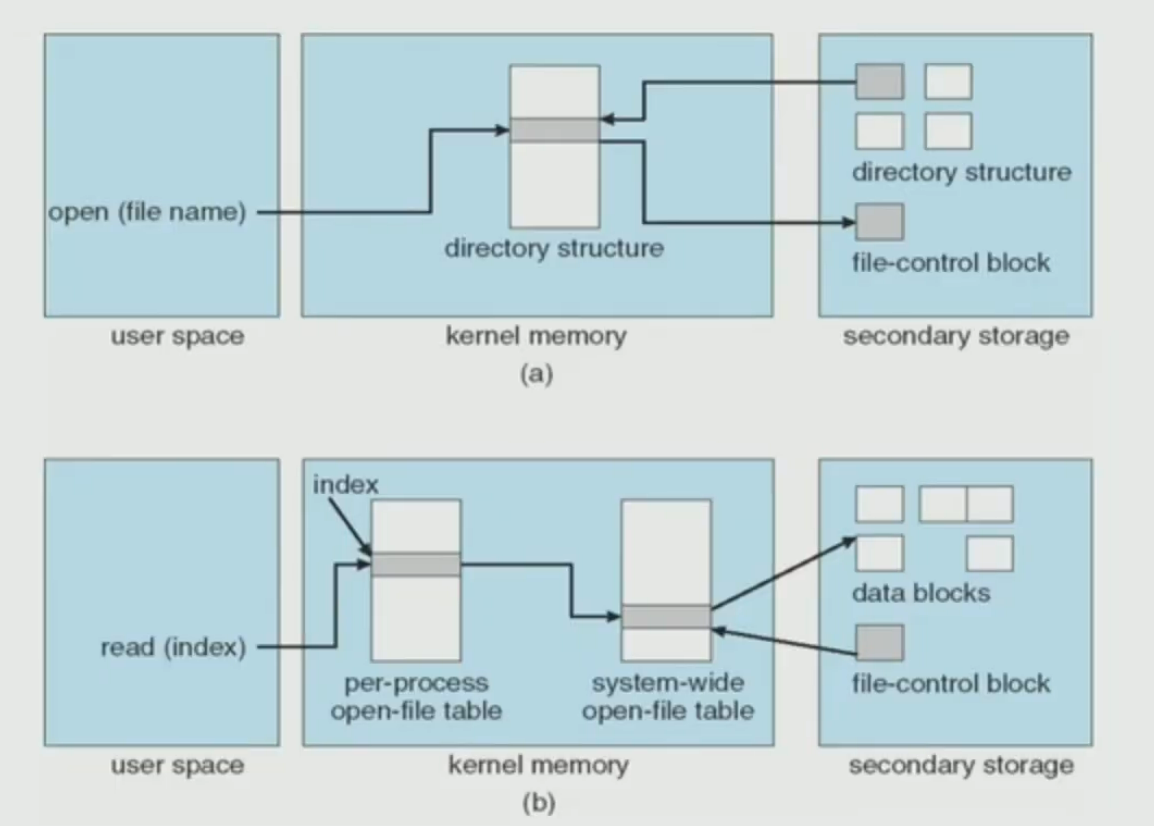 open (file name)
directory structure
directory structure
file-control block
user space
kernel memory
secondary storage
(a)
index
read (index)
per-process
open-file table
system-wide
open-file table
data blocks
file-control block
user space
kernel memory
secondary storage
(b)